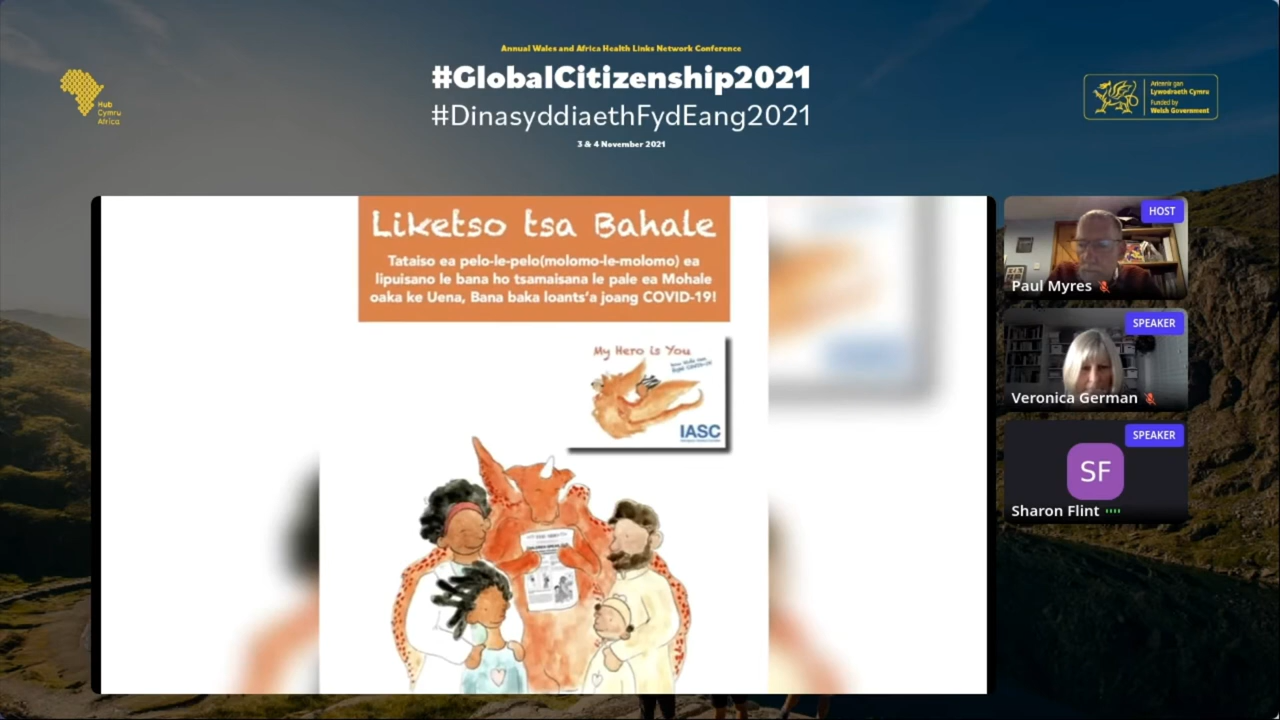 Annual Wales and Africa Health Links Network Conference
#GlobalCitizenship2021
#DinasyddiaethFydEang2021
3 & 4 November 2021
Hub
Cymru
Africa
Ariennir gan
Lywodraeth Cymru
Funded by
Welsh Government
Liketso tsa Bahale
Tataiso ea pelo-le-pelo(molomo-le-molomo) ea
lipuisano le bana ho tsamaisana le pale ea Mohale
oaka ke Uena, Bana baka loants'a joang COVID-19!
My Hero is You
IASC
HOST
Paul Myres
SPEAKER
Veronica German
SPEAKER
SF
Sharon Flint